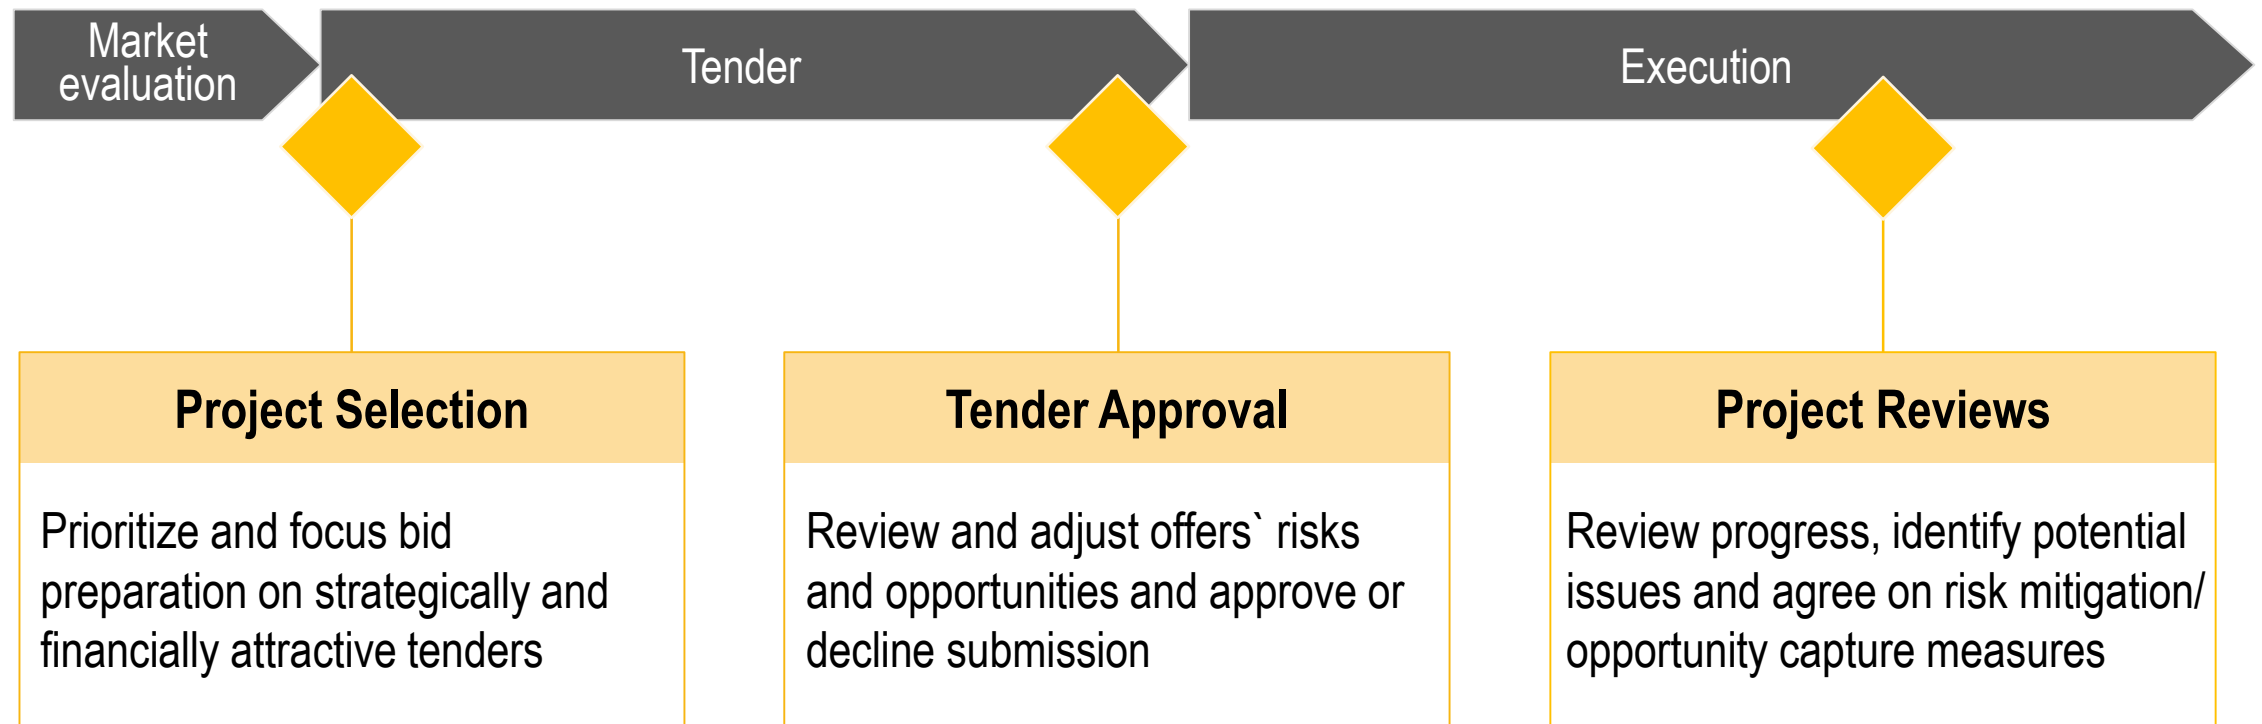 Market
evaluation
Tender
Execution
Project Selection
Prioritize and focus bid
preparation on strategically and
financially attractive tenders
Tender Approval
Review and adjust offers` risks
and opportunities and approve or
decline submission
Project Reviews
Review progress, identify potential
issues and agree on risk mitigation/
opportunity capture measures